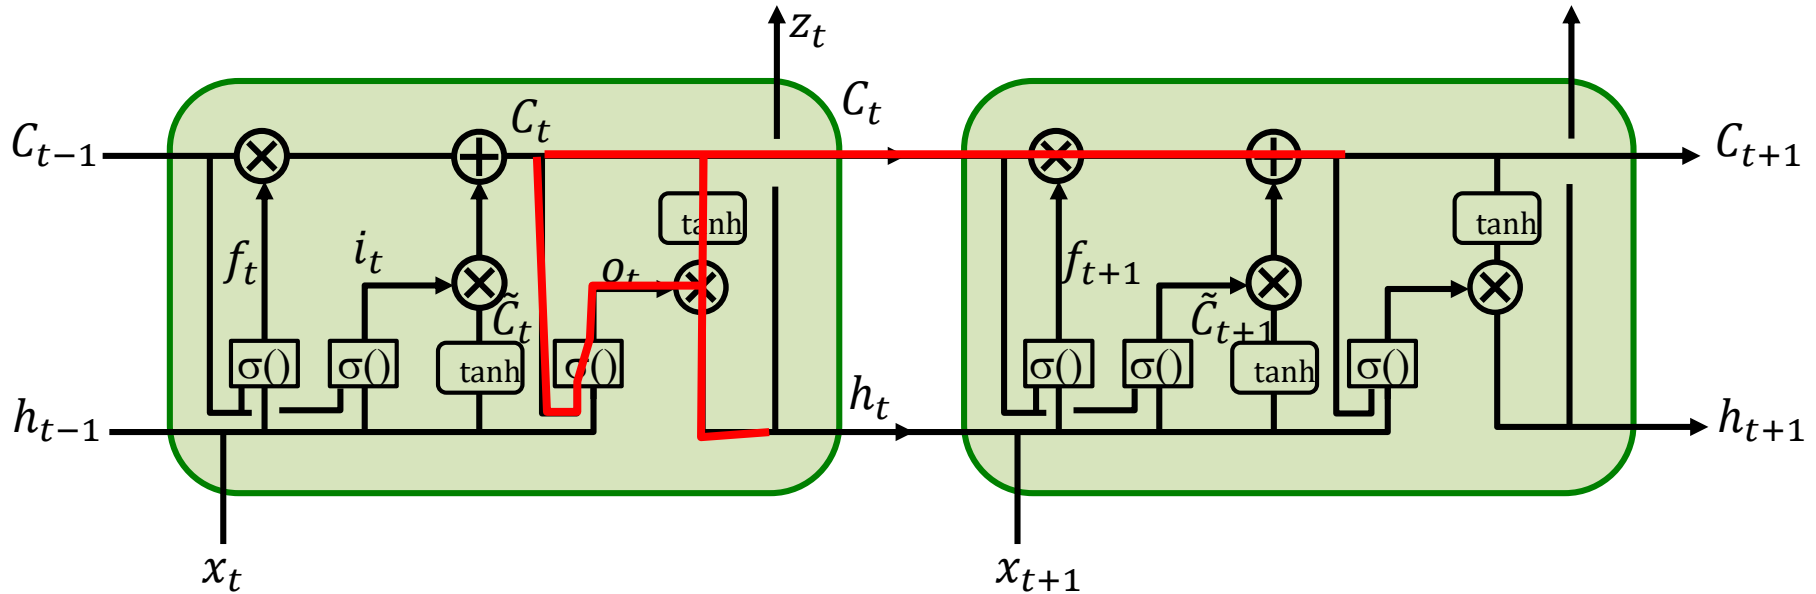 z_t
C_{t-1} C_t C_t C_{t+1}
tanh tanh
f_t i_t o_t f_{t+1}
C̃_t C̃_{t+1}
σ() σ() tanh σ() σ() σ() tanh σ()
h_{t-1} h_t h_{t+1}
x_t x_{t+1}